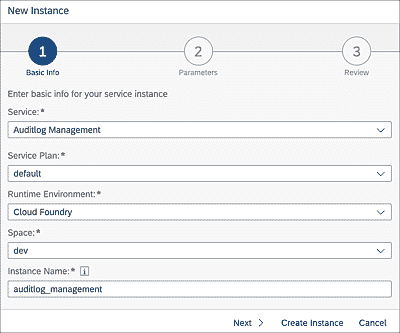 New Instance
1 2 3
Basic Info Parameters Review
Enter basic info for your service instance
Service:*
Auditlog Management
Service Plan:*
default
Runtime Environment:*
Cloud Foundry
Space:*
dev
Instance Name:* i
auditlog_management
Next Create Instance Cancel